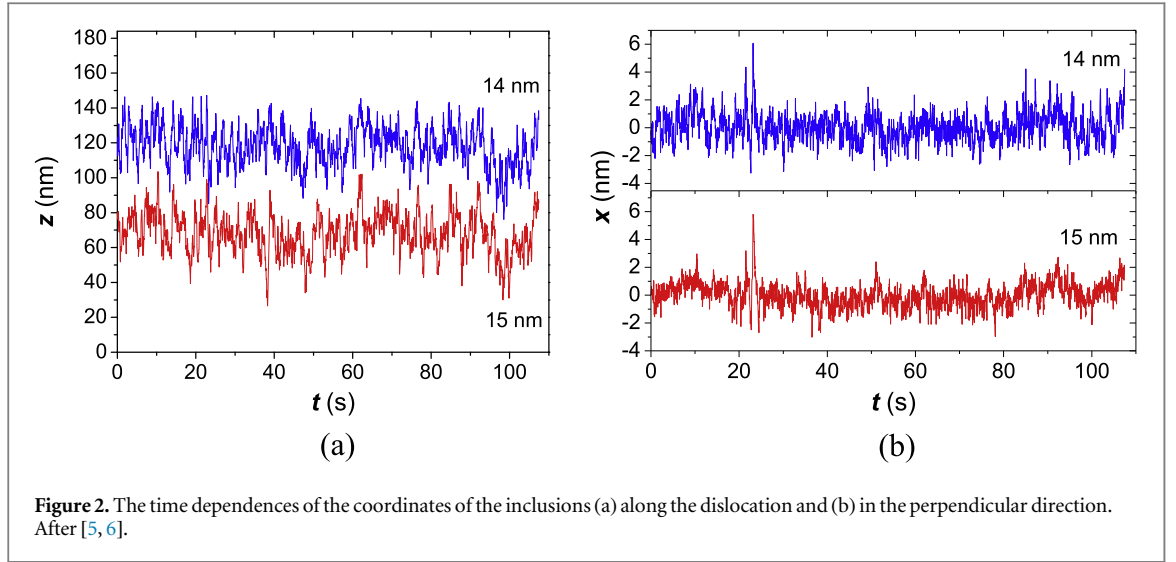 180
160
140
120
100
80
60
40
20
0
z (nm)
14 nm
15 nm
0 20 40 60 80 100
t (s)
(a)
6
4
2
0
-2
-4
14 nm
x (nm)
6
4
2
0
-2
-4
15 nm
0 20 40 60 80 100
t (s)
(b)
Figure 2. The time dependences of the coordinates of the inclusions (a) along the dislocation and (b) in the perpendicular direction.
After [5, 6].